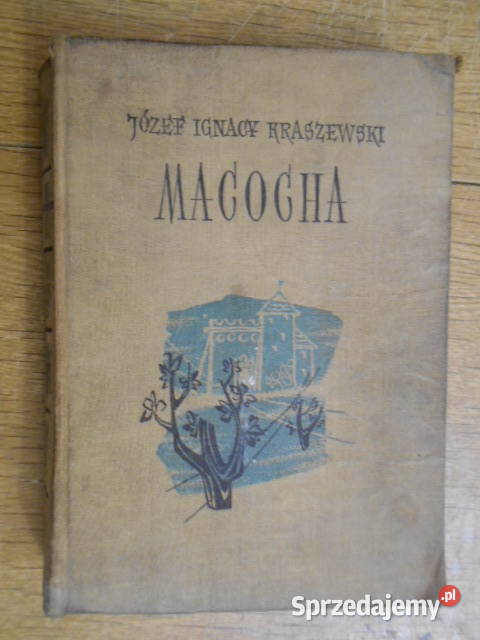 JÓZEF IGNACY KRASZEWSKI
MACOCHA
Sprzedajemy.pl